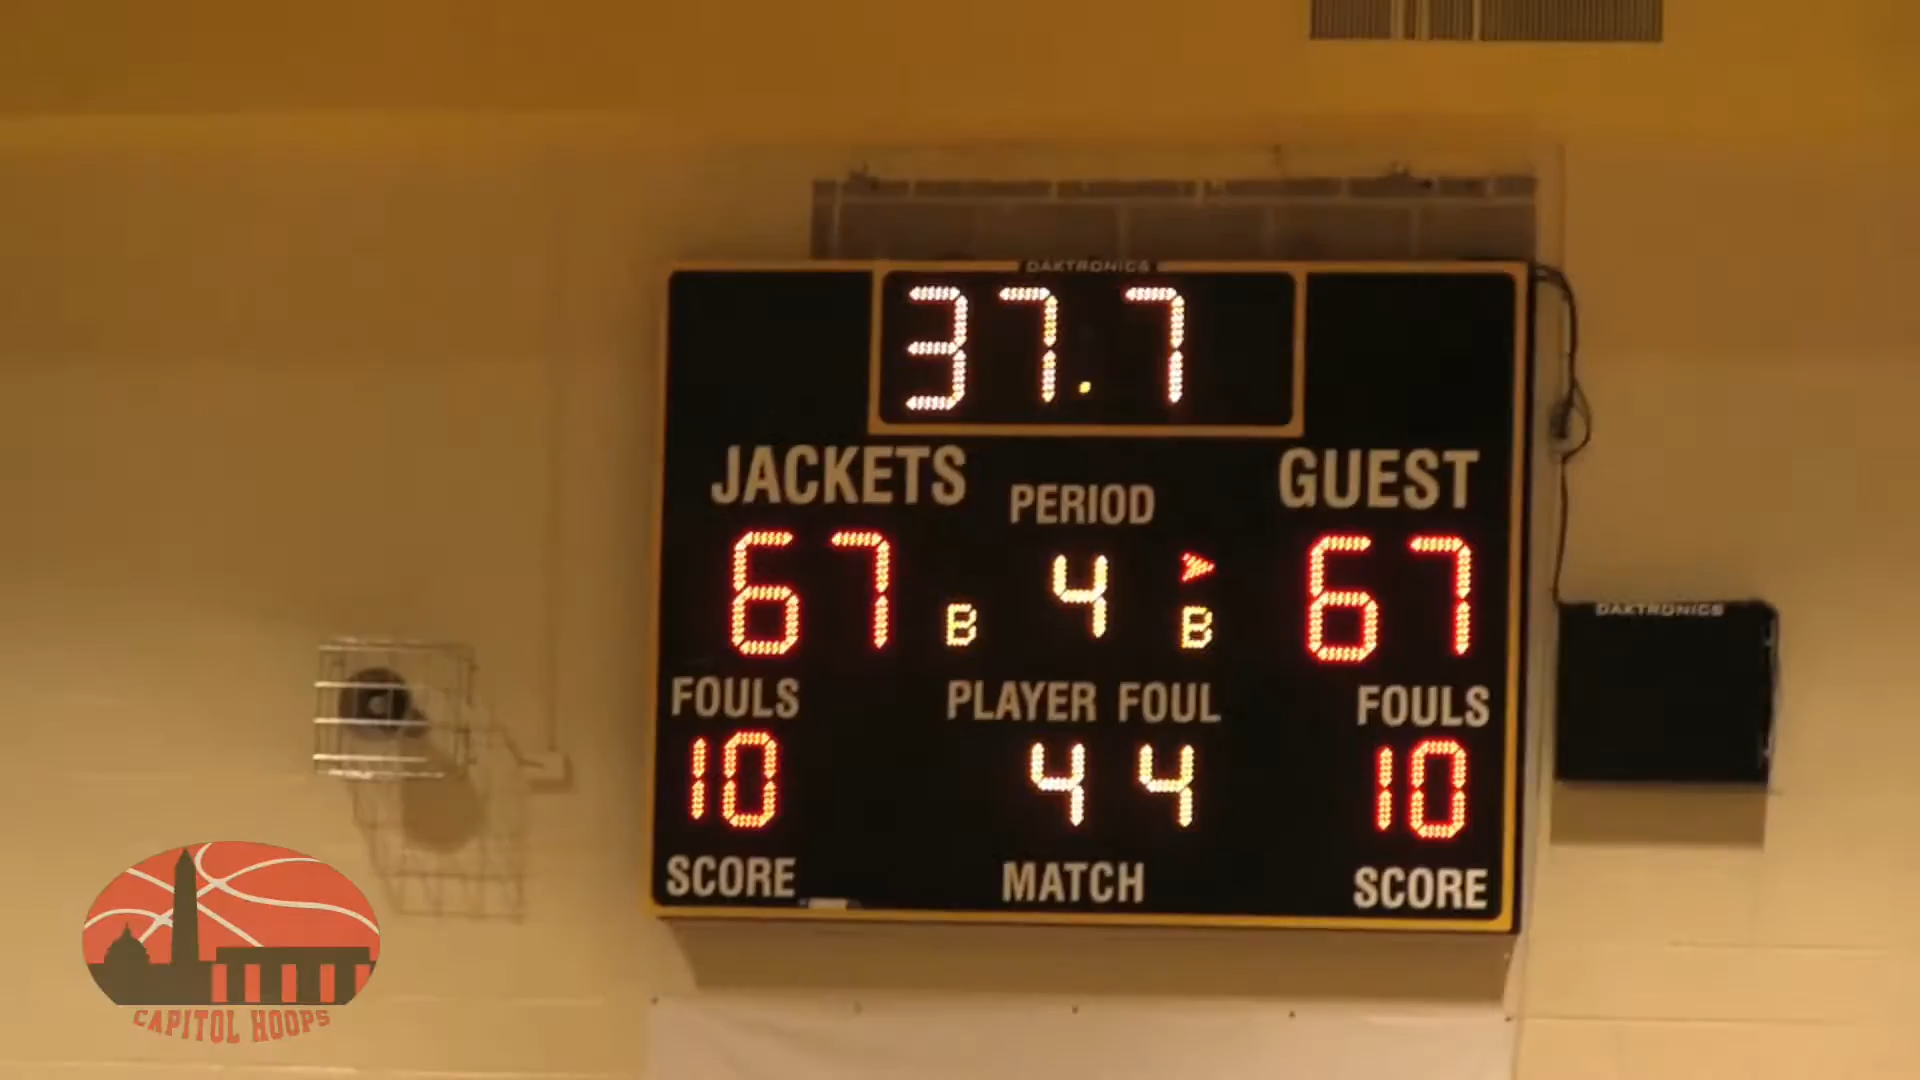 DAKTRONICS
37.7
JACKETS
PERIOD
GUEST
67
B
4
B
67
FOULS
PLAYER FOUL
FOULS
10
4 4
10
SCORE
MATCH
SCORE
DAKTRONICS
CAPITOL HOOPS